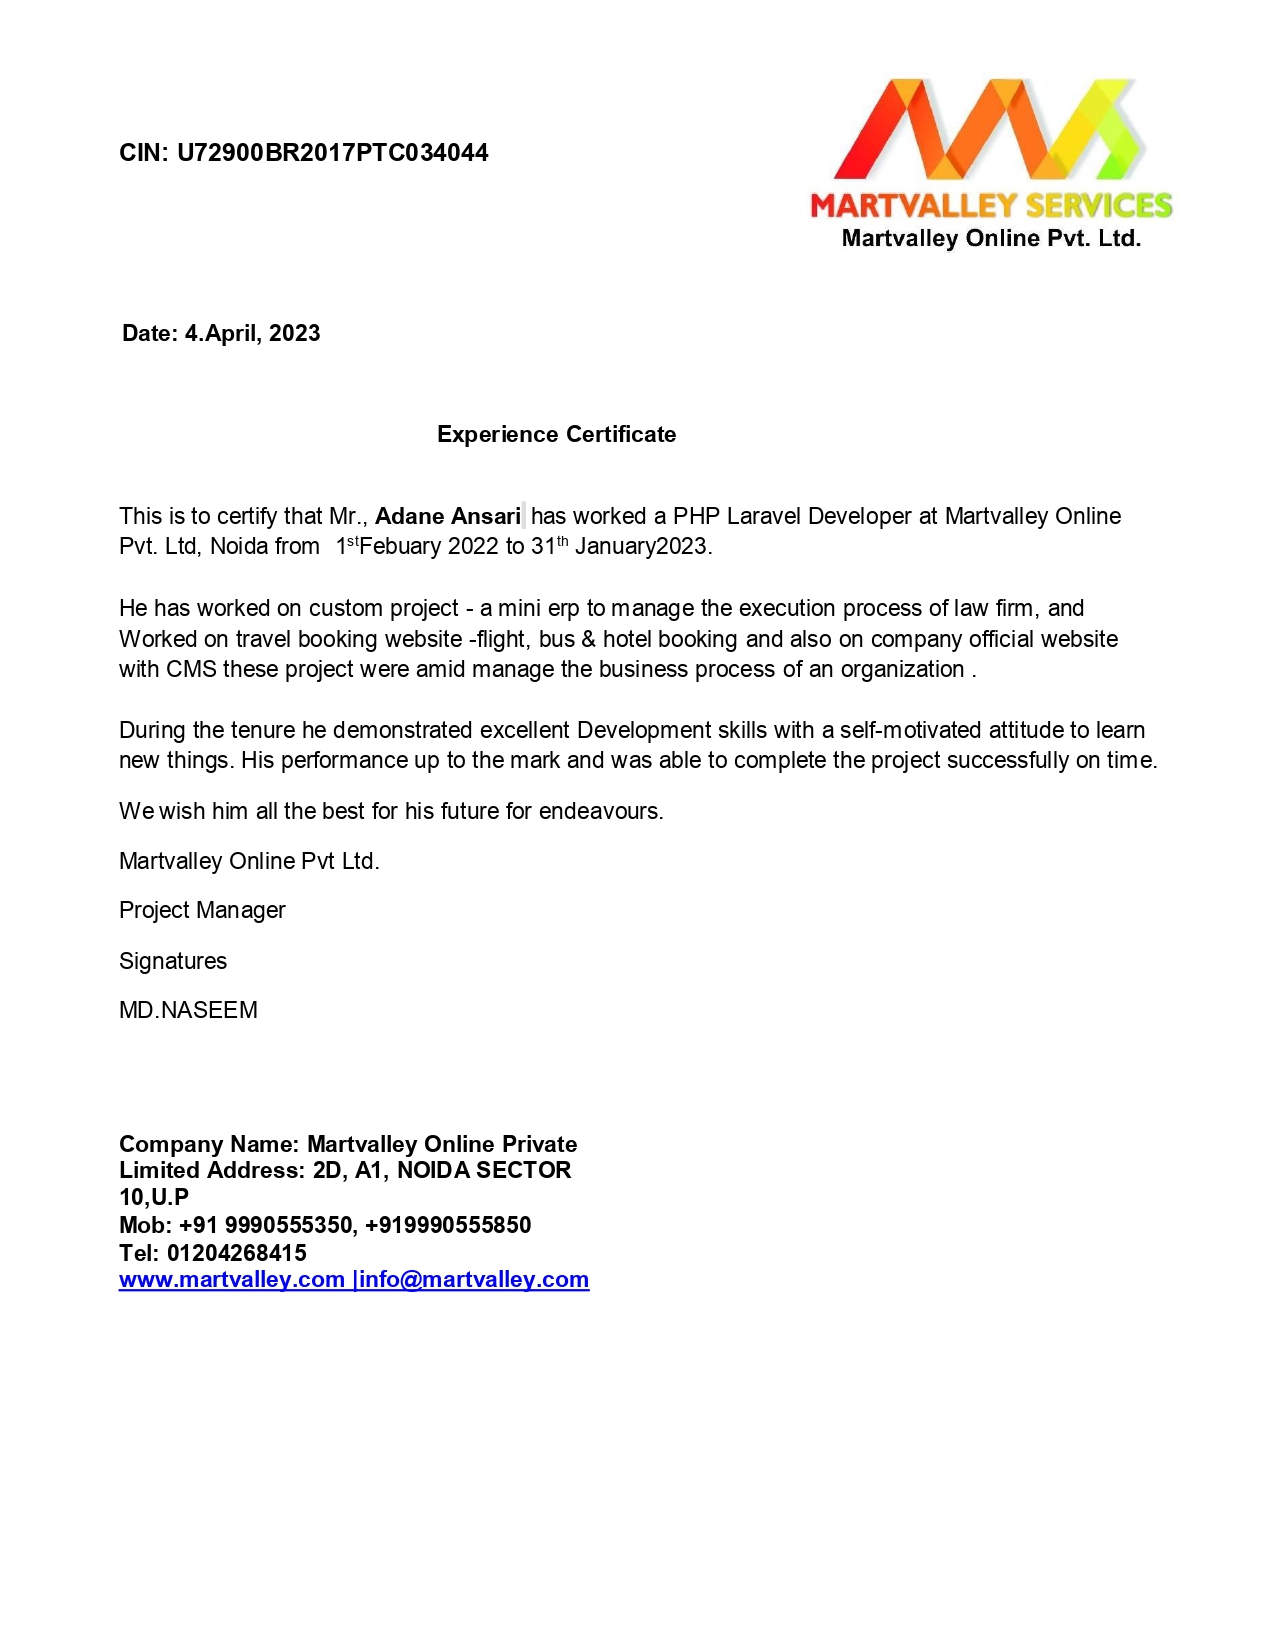 CIN: U72900BR2017PTC034044
MARTVALLEY SERVICES
Martvalley Online Pvt. Ltd.
Date: 4.April, 2023
Experience Certificate
This is to certify that Mr., Adane Ansari has worked a PHP Laravel Developer at Martvalley Online
Pvt. Ltd, Noida from 1stFebuary 2022 to 31th January2023.
He has worked on custom project - a mini erp to manage the execution process of law firm, and
Worked on travel booking website -flight, bus & hotel booking and also on company official website
with CMS these project were amid manage the business process of an organization .
During the tenure he demonstrated excellent Development skills with a self-motivated attitude to learn
new things. His performance up to the mark and was able to complete the project successfully on time.
We wish him all the best for his future for endeavours.
Martvalley Online Pvt Ltd.
Project Manager
Signatures
MD.NASEEM
Company Name: Martvalley Online Private
Limited Address: 2D, A1, NOIDA SECTOR
10,U.P
Mob: +91 9990555350, +919990555850
Tel: 01204268415
www.martvalley.com |info@martvalley.com